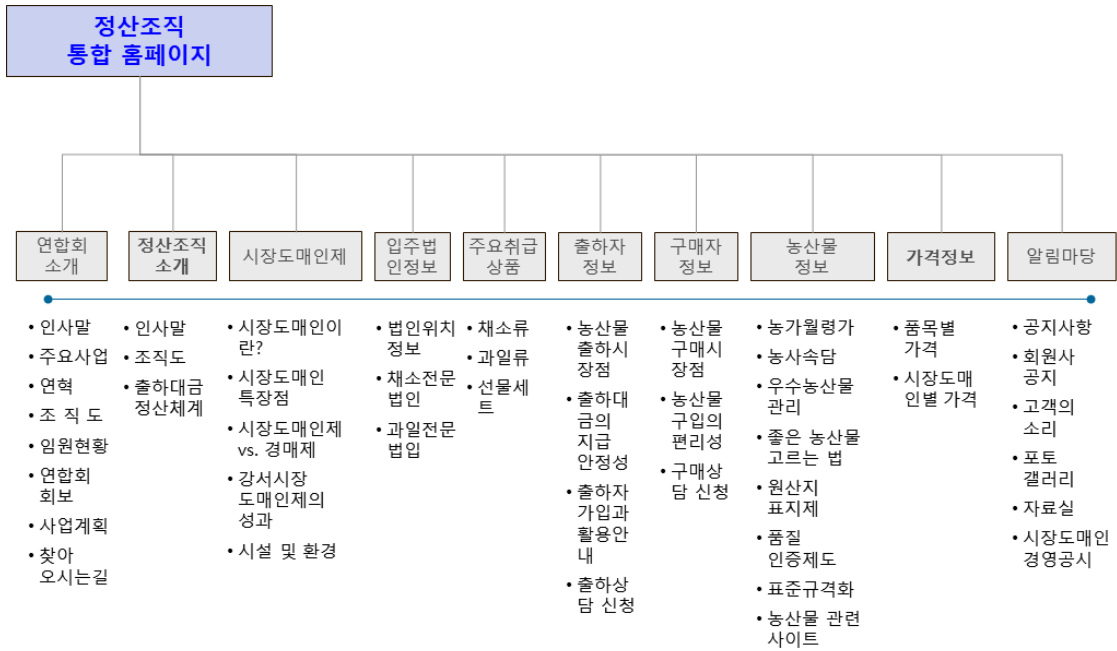 정산조직
통합 홈페이지
연합회
소개
정산조직
소개
시장도매인제
입주법
인정보
주요취급
상품
출하자
정보
구매자
정보
농산물
정보
가격정보
알림마당
• 인사말
• 주요사업
• 연혁
• 조 직 도
• 임원현황
• 연합회
회보
• 사업계획
• 찾아
오시는길
• 인사말
• 조직도
• 출하대금
정산체계
• 시장도매인이
란?
• 시장도매인
특장점
• 시장도매인제
vs. 경매제
• 강서시장
도매인제의
성과
• 시설 및 환경
• 법인위치
정보
• 채소전문
법인
• 과일전문
법입
• 채소류
• 과일류
• 선물세
트
• 농산물
출하시
장점
• 출하대
금의
지급
안정성
• 출하자
가입과
활용안
내
• 출하상
담 신청
• 농산물
구매시
장점
• 농산물
구입의
편리성
• 구매상
담 신청
• 농가월령가
• 농사속담
• 우수농산물
관리
• 좋은 농산물
고르는 법
• 원산지
표지제
• 품질
인증제도
• 표준규격화
• 농산물 관련
사이트
• 품목별
가격
• 시장도매
인별 가격
• 공지사항
• 회원사
공지
• 고객의
소리
• 포토
갤러리
• 자료실
• 시장도매인
경영공시